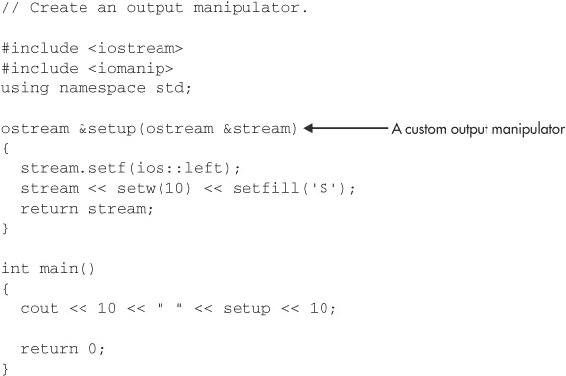 // Create an output manipulator.

#include <iostream>
#include <iomanip>
using namespace std;

ostream &setup(ostream &stream) A custom output manipulator
{
  stream.setf(ios::left);
  stream << setw(10) << setfill('$');
  return stream;
}

int main()
{
  cout << 10 << " " << setup << 10;

  return 0;
}